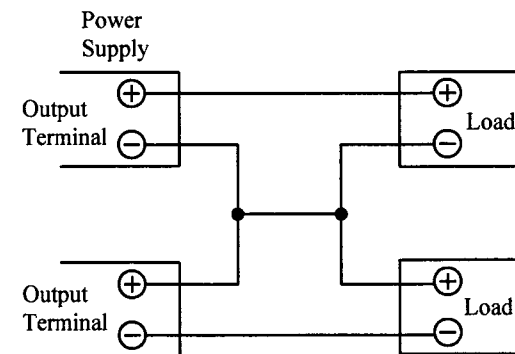 Power
Supply
+
+
Output
Terminal
Load
−
−
+
+
Output
Terminal
Load
−
−